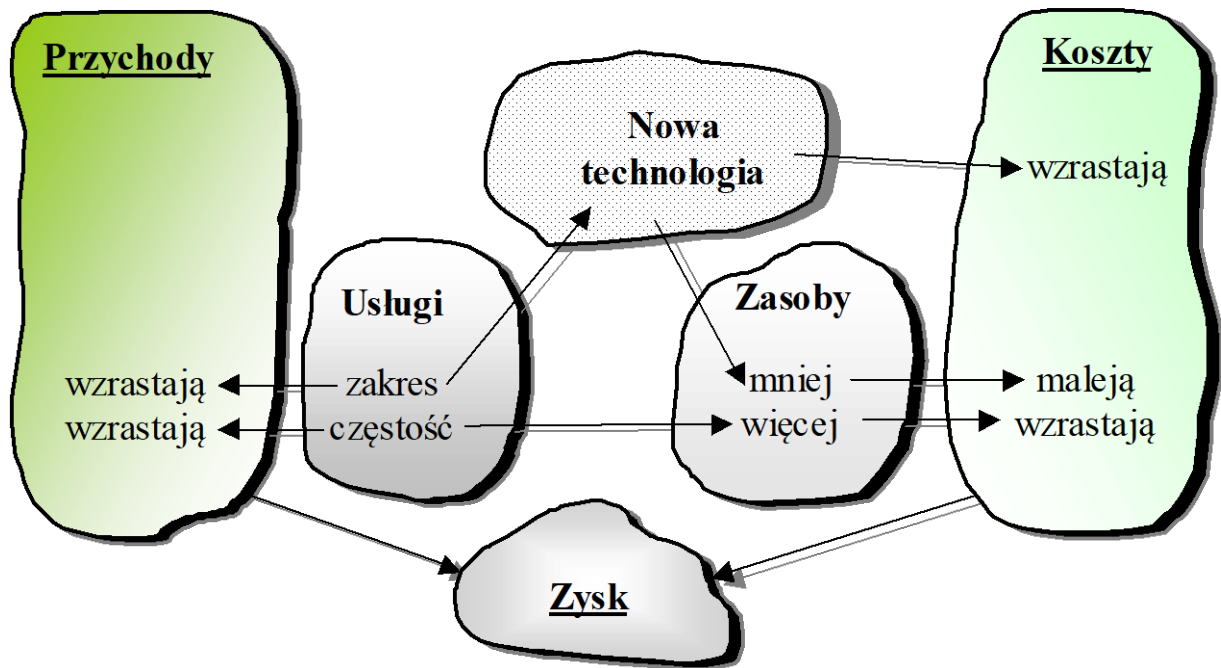 Przychody
Koszty
Nowa
technologia
wzrastają
Usługi
Zasoby
wzrastają
zakres
mniej
maleją
wzrastają
częstość
więcej
wzrastają
Zysk